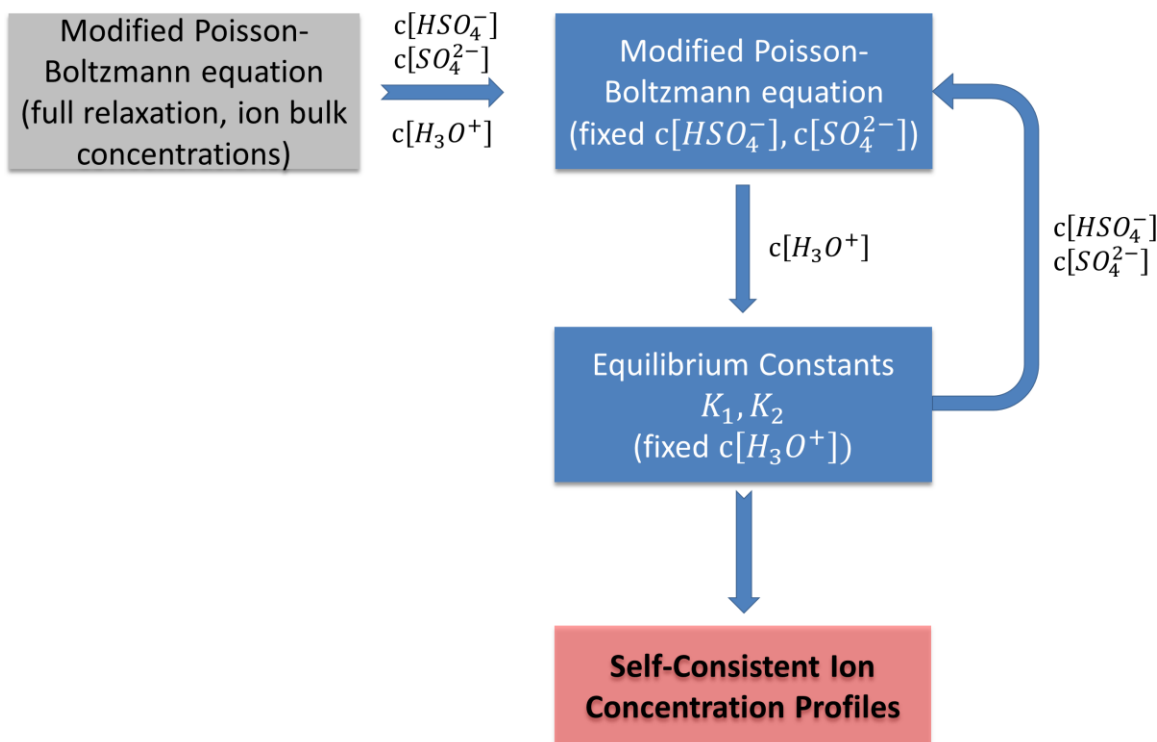 Modified Poisson-
Boltzmann equation
(full relaxation, ion bulk
concentrations)
c[HSO₄⁻]
c[SO₄²⁻]
c[H₃O⁺]
Modified Poisson-
Boltzmann equation
(fixed c[HSO₄⁻], c[SO₄²⁻])
c[H₃O⁺]
c[HSO₄⁻]
c[SO₄²⁻]
Equilibrium Constants
K₁, K₂
(fixed c[H₃O⁺])
Self-Consistent Ion
Concentration Profiles